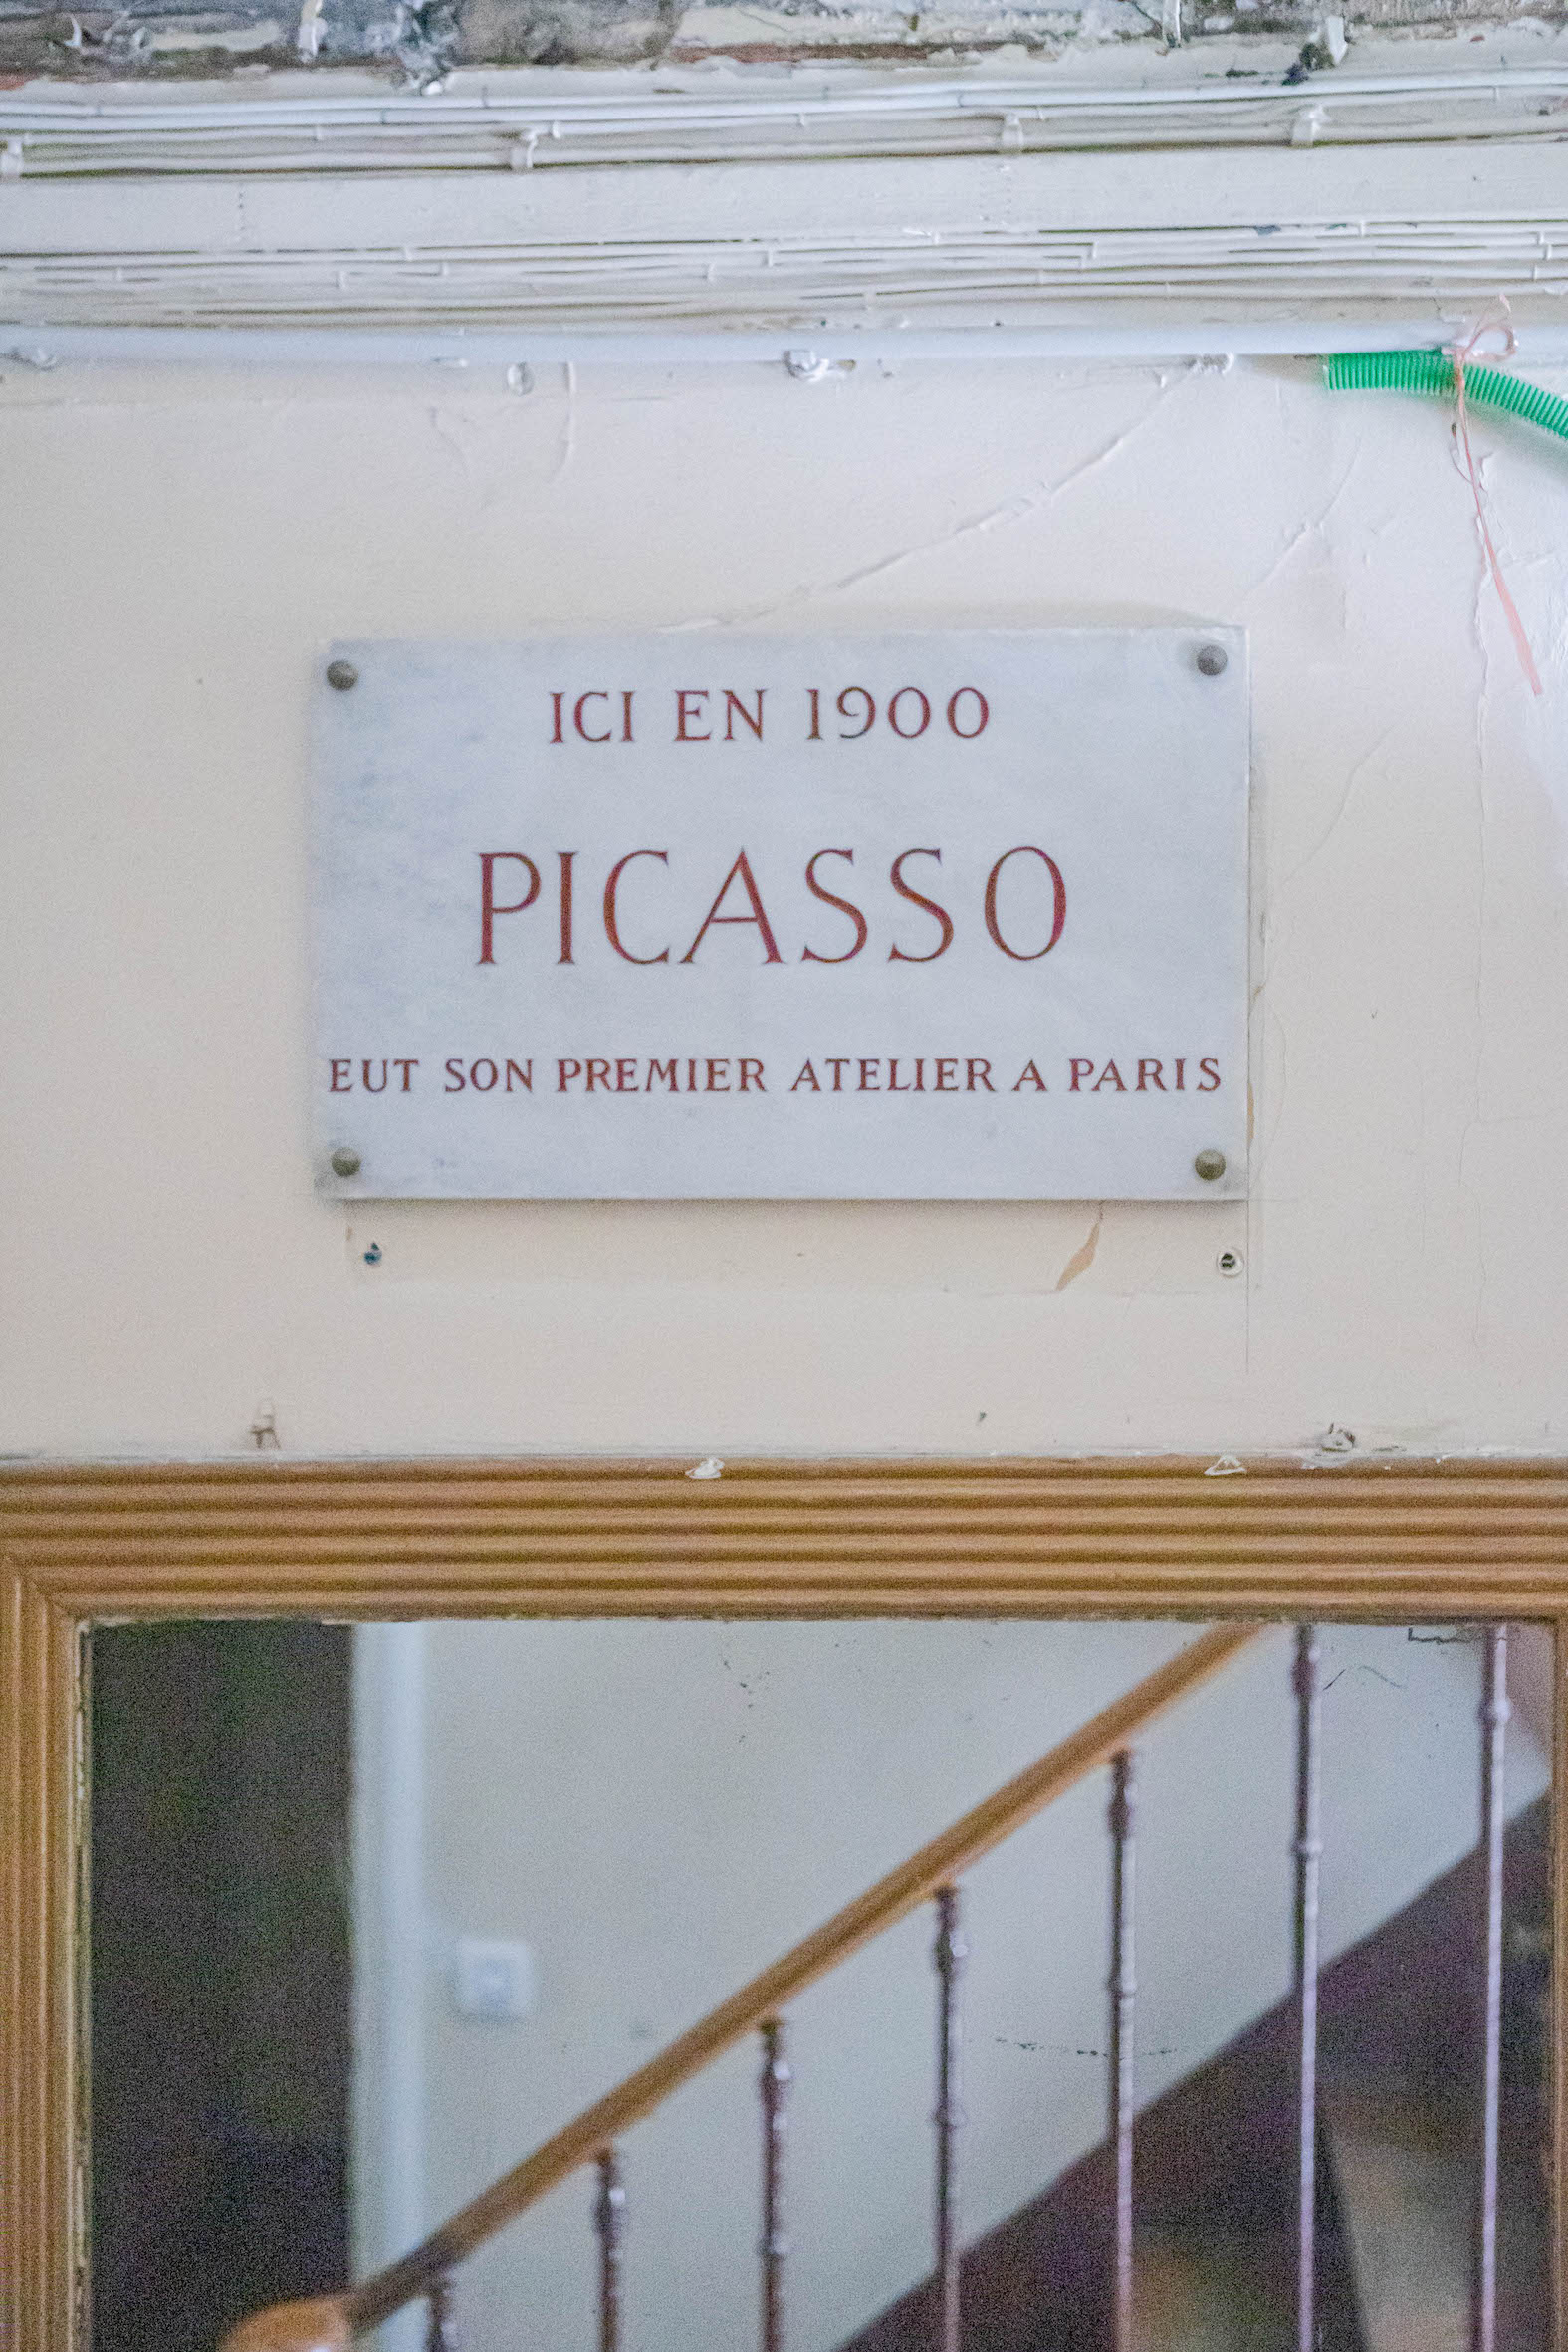 ICI EN 1900
PICASSO
EUT SON PREMIER ATELIER A PARIS